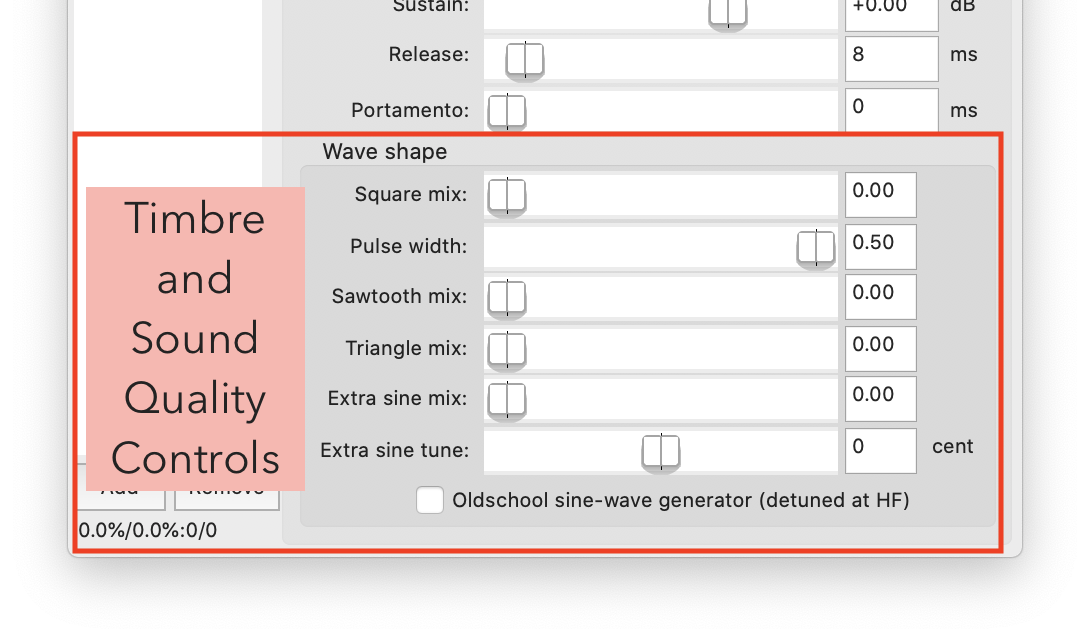 Sustain: +0.00 dB
Release: 8 ms
Portamento: 0 ms
Wave shape
Square mix: 0.00
Pulse width: 0.50
Sawtooth mix: 0.00
Triangle mix: 0.00
Extra sine mix: 0.00
Extra sine tune: 0 cent
Oldschool sine-wave generator (detuned at HF)
Timbre
and
Sound
Quality
Controls
Add Remove
0.0%/0.0%:0/0